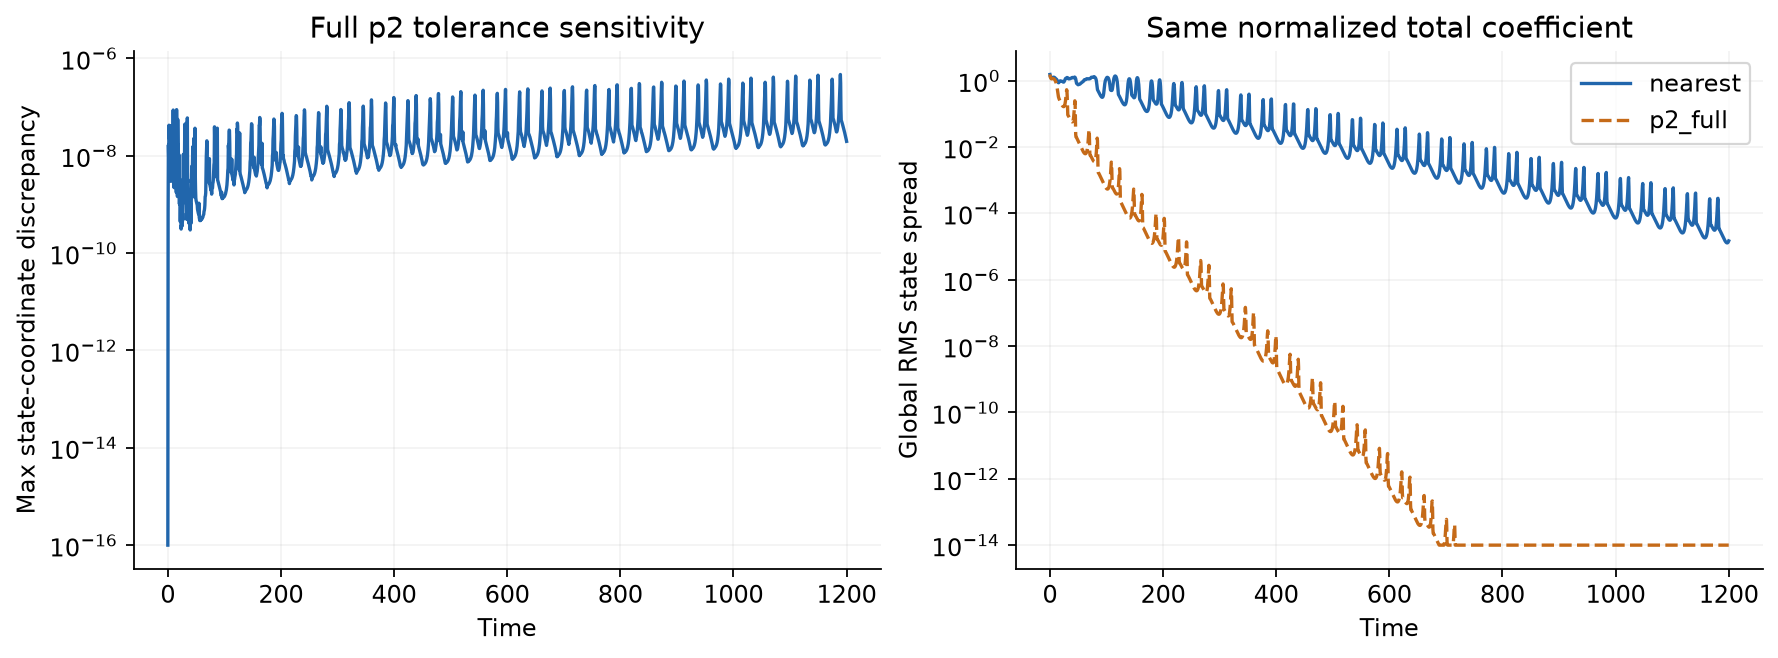 Full p2 tolerance sensitivity
Max state-coordinate discrepancy
10⁻⁶
10⁻⁸
10⁻¹⁰
10⁻¹²
10⁻¹⁴
10⁻¹⁶
0 200 400 600 800 1000 1200
Time
Same normalized total coefficient
Global RMS state spread
10⁰
10⁻²
10⁻⁴
10⁻⁶
10⁻⁸
10⁻¹⁰
10⁻¹²
10⁻¹⁴
nearest
p2_full
0 200 400 600 800 1000 1200
Time